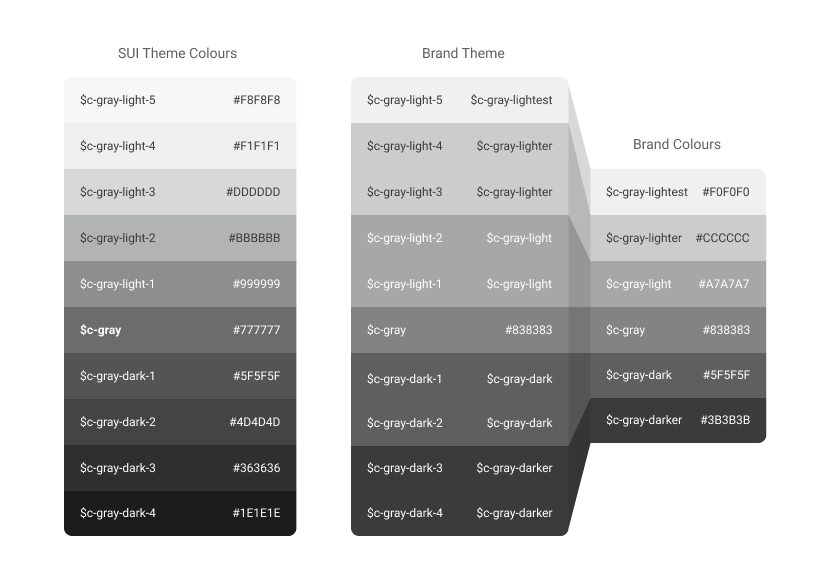 SUI Theme Colours
$c-gray-light-5 #F8F8F8
$c-gray-light-4 #F1F1F1
$c-gray-light-3 #DDDDDD
$c-gray-light-2 #BBBBBB
$c-gray-light-1 #999999
$c-gray #777777
$c-gray-dark-1 #5F5F5F
$c-gray-dark-2 #4D4D4D
$c-gray-dark-3 #363636
$c-gray-dark-4 #1E1E1E
Brand Theme
$c-gray-light-5 $c-gray-lightest
$c-gray-light-4 $c-gray-lighter
$c-gray-light-3 $c-gray-lighter
$c-gray-light-2 $c-gray-light
$c-gray-light-1 $c-gray-light
$c-gray #838383
$c-gray-dark-1 $c-gray-dark
$c-gray-dark-2 $c-gray-dark
$c-gray-dark-3 $c-gray-darker
$c-gray-dark-4 $c-gray-darker
Brand Colours
$c-gray-lightest #F0F0F0
$c-gray-lighter #CCCCCC
$c-gray-light #A7A7A7
$c-gray #838383
$c-gray-dark #5F5F5F
$c-gray-darker #3B3B3B